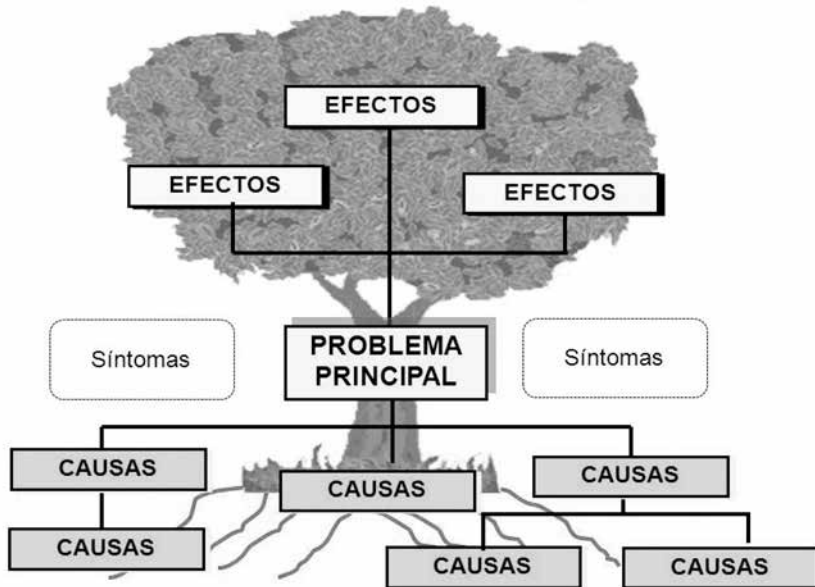 EFECTOS
EFECTOS
EFECTOS
Síntomas
PROBLEMA
PRINCIPAL
Síntomas
CAUSAS
CAUSAS
CAUSAS
CAUSAS
CAUSAS
CAUSAS